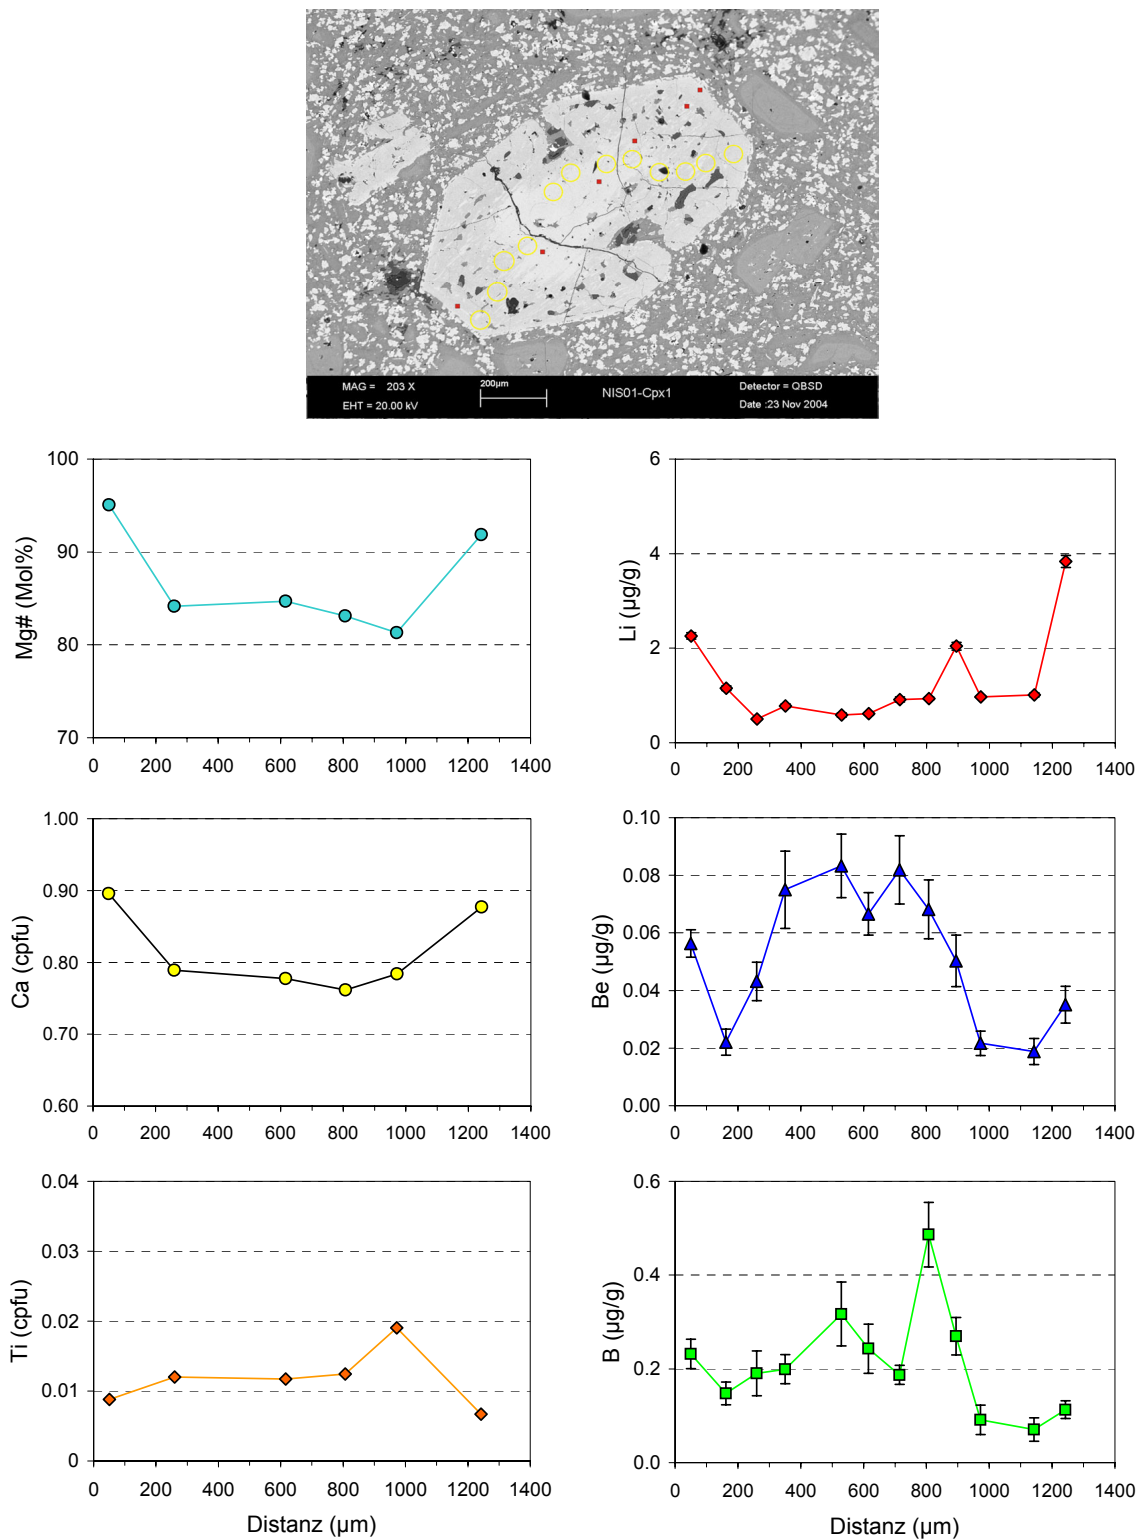 MAG = 203 X
200µm
Detector = QBSD
NIS01-Cpx1
EHT = 20.00 kV
Date :23 Nov 2004
100
90
80
70
Mg# (Mol%)
0 200 400 600 800 1000 1200 1400
6
4
2
0
Li (µg/g)
0 200 400 600 800 1000 1200 1400
1.00
0.90
0.80
0.70
0.60
Ca (cpfu)
0 200 400 600 800 1000 1200 1400
0.10
0.08
0.06
0.04
0.02
0.00
Be (µg/g)
0 200 400 600 800 1000 1200 1400
0.04
0.03
0.02
0.01
0
Ti (cpfu)
0 200 400 600 800 1000 1200 1400
Distanz (µm)
0.6
0.4
0.2
0.0
B (µg/g)
0 200 400 600 800 1000 1200 1400
Distanz (µm)